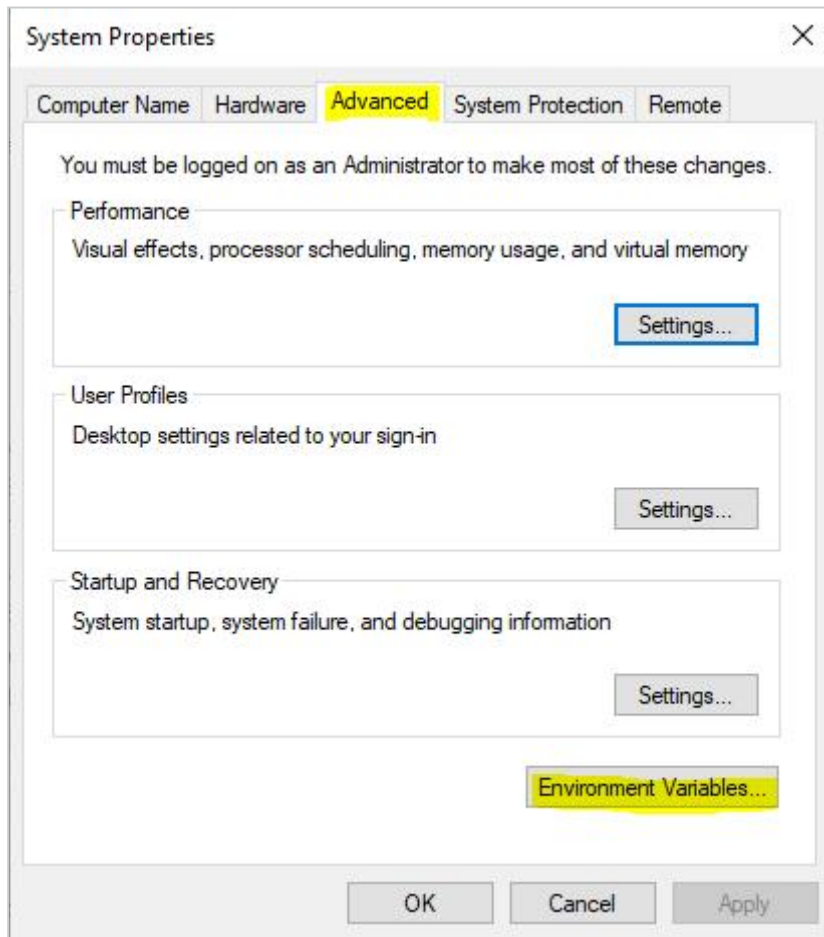 System Properties
Computer Name Hardware Advanced System Protection Remote
You must be logged on as an Administrator to make most of these changes.
Performance
Visual effects, processor scheduling, memory usage, and virtual memory
Settings...
User Profiles
Desktop settings related to your sign-in
Settings...
Startup and Recovery
System startup, system failure, and debugging information
Settings...
Environment Variables...
OK Cancel Apply